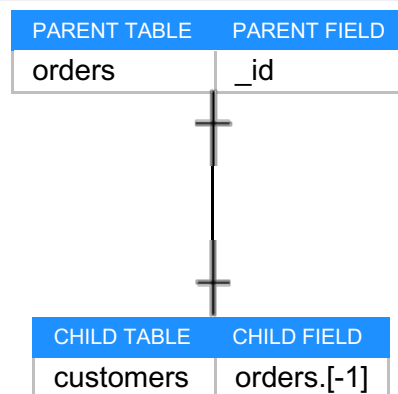 PARENT TABLE PARENT FIELD
orders _id
CHILD TABLE CHILD FIELD
customers orders.[-1]